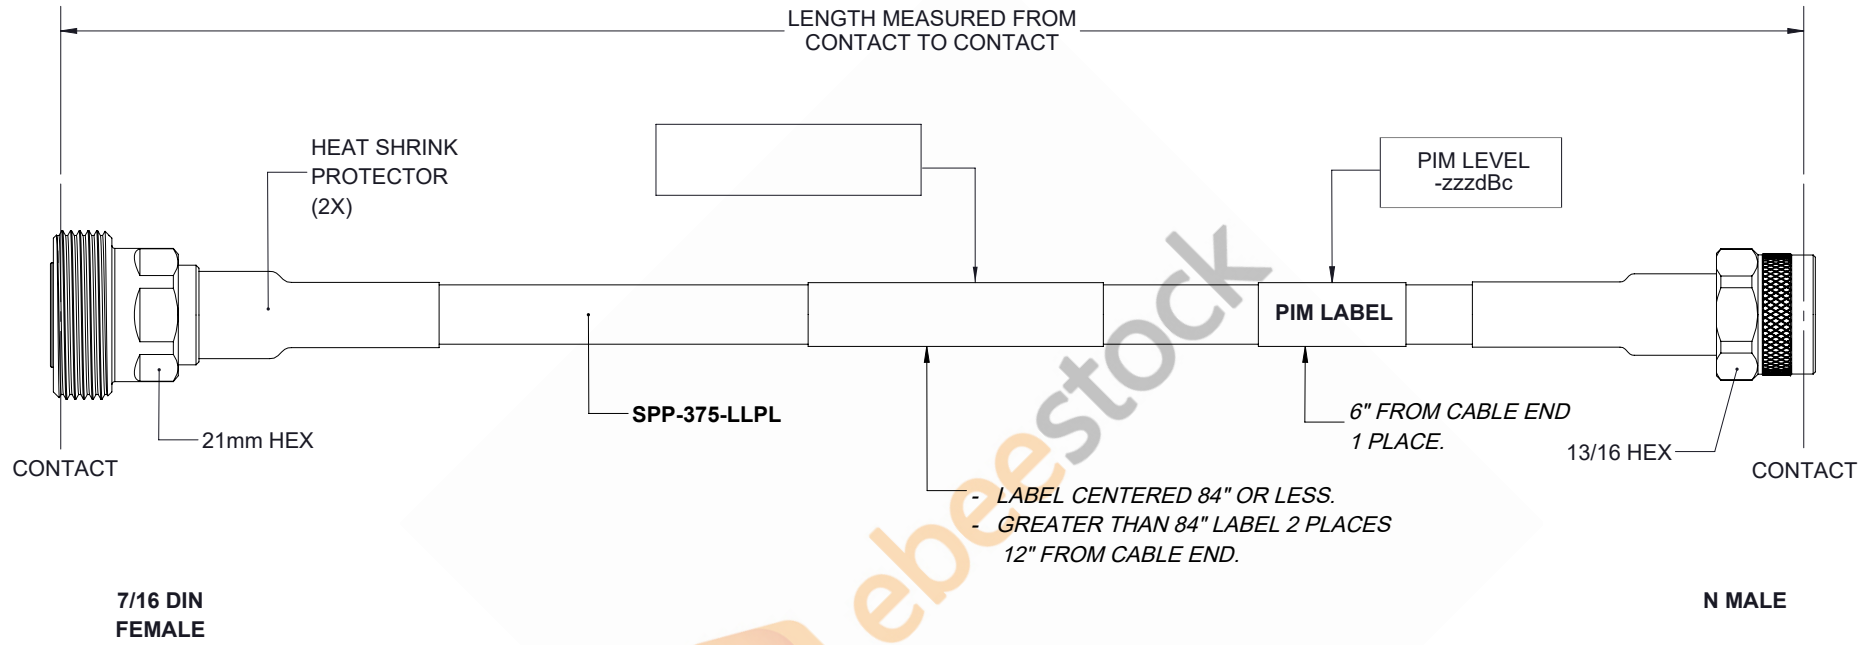 LENGTH MEASURED FROM
CONTACT TO CONTACT
HEAT SHRINK
PROTECTOR
(2X)
PIM LEVEL
-zzzdBc
PIM LABEL
SPP-375-LLPL
21mm HEX
CONTACT
6" FROM CABLE END
1 PLACE.
13/16 HEX
CONTACT
- LABEL CENTERED 84" OR LESS.
- GREATER THAN 84" LABEL 2 PLACES
12" FROM CABLE END.
7/16 DIN
FEMALE
N MALE
ebeestock